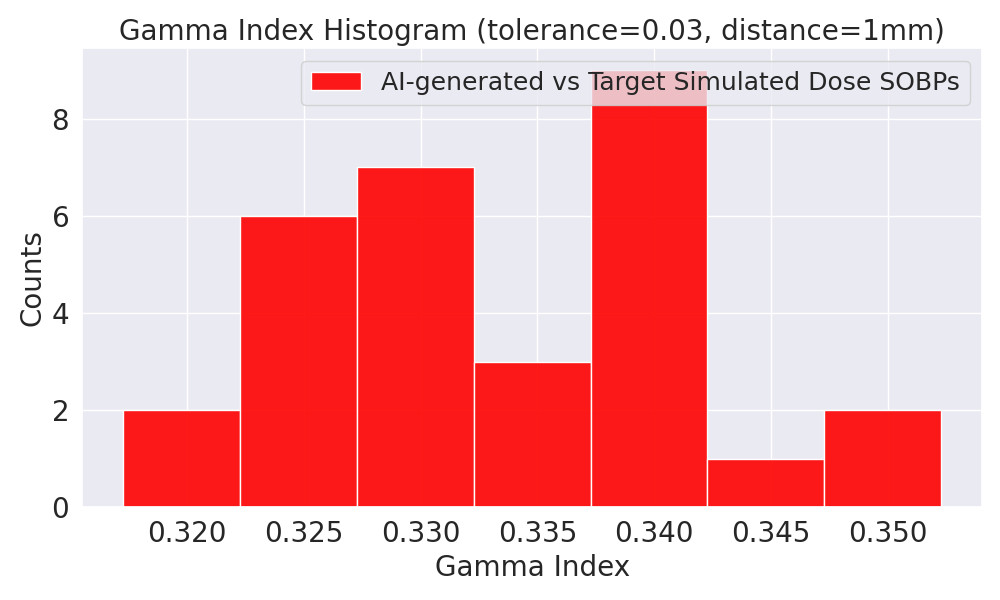 Gamma Index Histogram (tolerance=0.03, distance=1mm)
AI-generated vs Target Simulated Dose SOBPs
Counts
8
6
4
2
0
0.320 0.325 0.330 0.335 0.340 0.345 0.350
Gamma Index